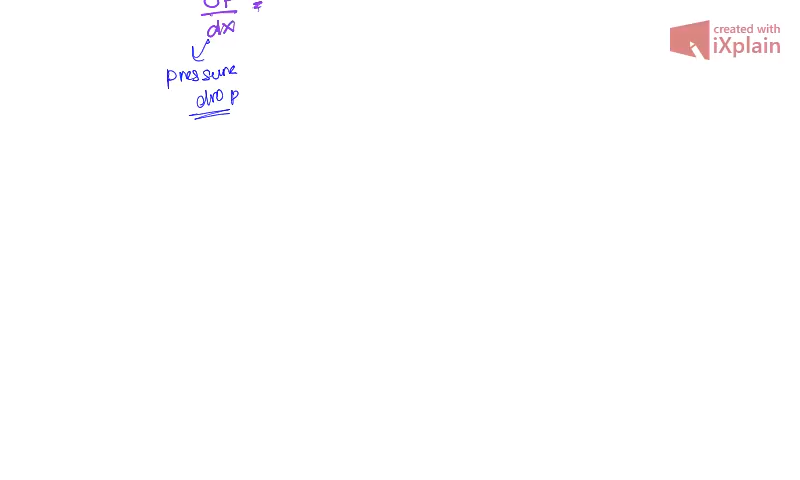 dx
pressure
drop
created with
iXplain